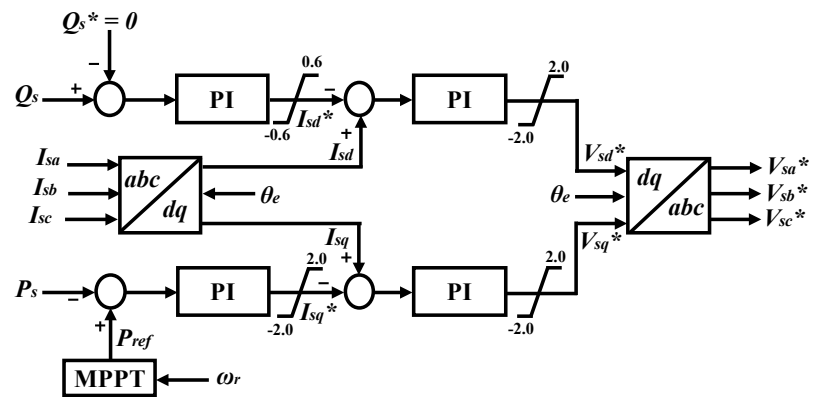 Qs* = 0
Qs
PI
0.6
-0.6
Isd*
PI
2.0
-2.0
Vsd*
Isa
Isb
Isc
abc
dq
θe
Isd
Isq
θe
dq
abc
Vsa*
Vsb*
Vsc*
Vsq*
Ps
PI
2.0
-2.0
Isq*
PI
2.0
-2.0
Pref
MPPT
ωr